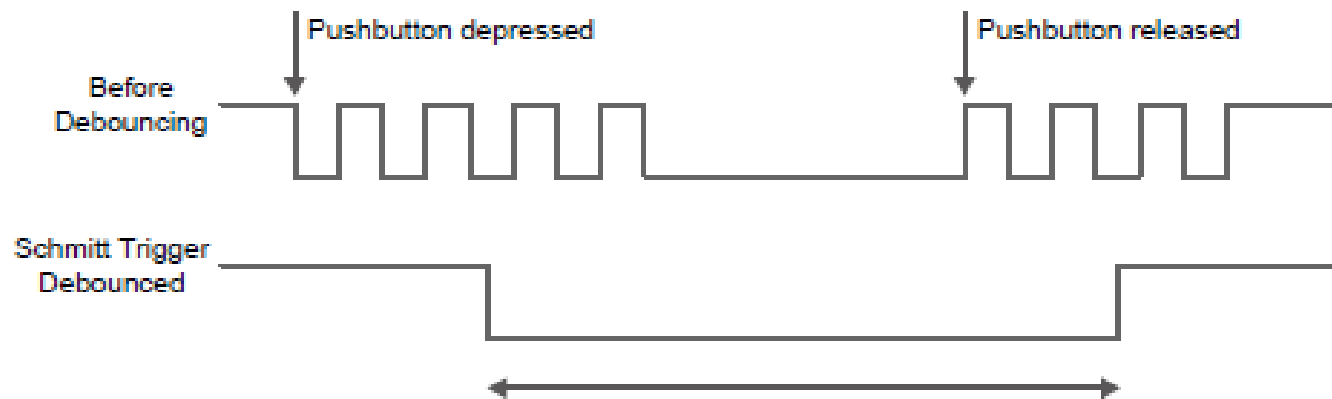 Pushbutton depressed
Pushbutton released
Before
Debouncing
Schmitt Trigger
Debounced